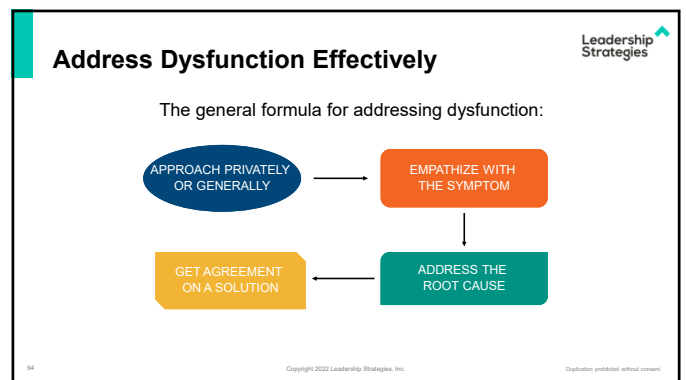 Address Dysfunction Effectively
Leadership
Strategies
The general formula for addressing dysfunction:
APPROACH PRIVATELY
OR GENERALLY
EMPATHIZE WITH
THE SYMPTOM
ADDRESS THE
ROOT CAUSE
GET AGREEMENT
ON A SOLUTION
64
Copyright 2022 Leadership Strategies, Inc.
Duplication prohibited without consent.